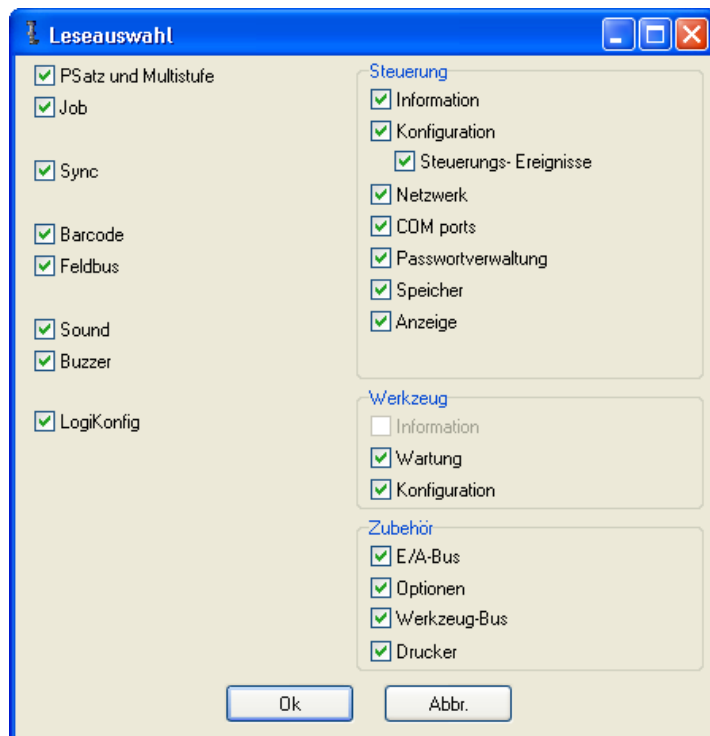 Leseauswahl
PSatz und Multistufe
Job
Sync
Barcode
Feldbus
Sound
Buzzer
LogiKonfig
Steuerung
Information
Konfiguration
Steuerungs- Ereignisse
Netzwerk
COM ports
Passwortverwaltung
Speicher
Anzeige
Werkzeug
Information
Wartung
Konfiguration
Zubehör
E/A-Bus
Optionen
Werkzeug-Bus
Drucker
Ok
Abbr.